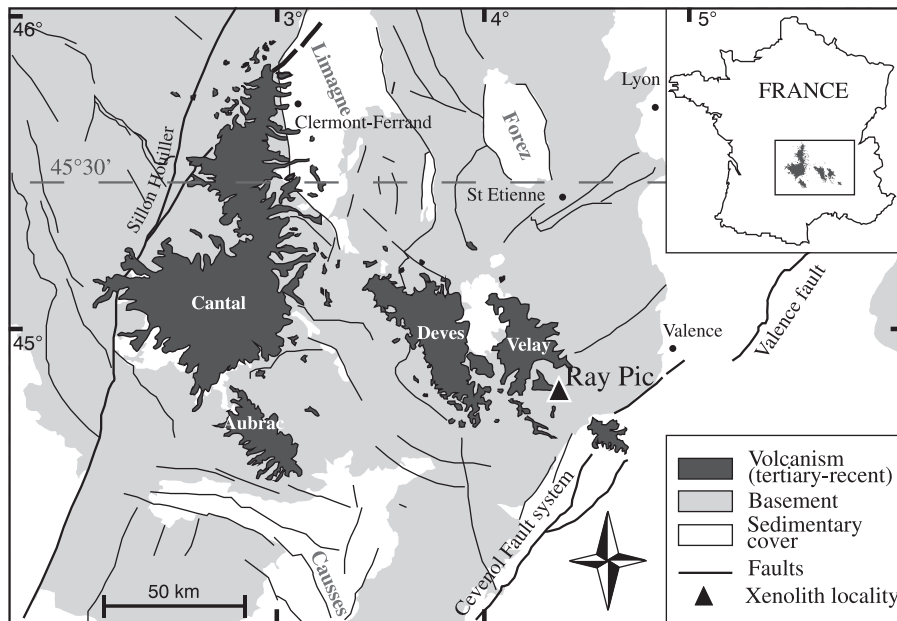 46°
3°
4°
5°
Limagne
Lyon
FRANCE
Clermont-Ferrand
Forez
45°30'
Sillon Houiller
St Etienne
Cantal
Deves
Velay
Valence
Valence fault
45°
Ray Pic
Aubrac
Cevenol Fault system
Causses
50 km
Volcanism
(tertiary-recent)
Basement
Sedimentary
cover
Faults
Xenolith locality